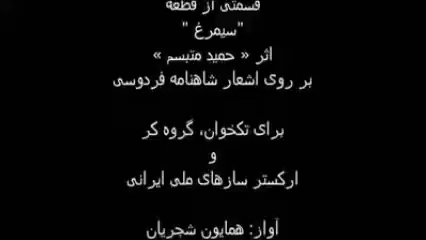 قسمتی از قطعه
"سیمرغ "
اثر « حمید متبسم »
بر روی اشعار شاهنامه فردوسی
برای تکخوان، گروه کر
و
ارکستر سازهای ملی ایرانی
آواز: همایون شجریان